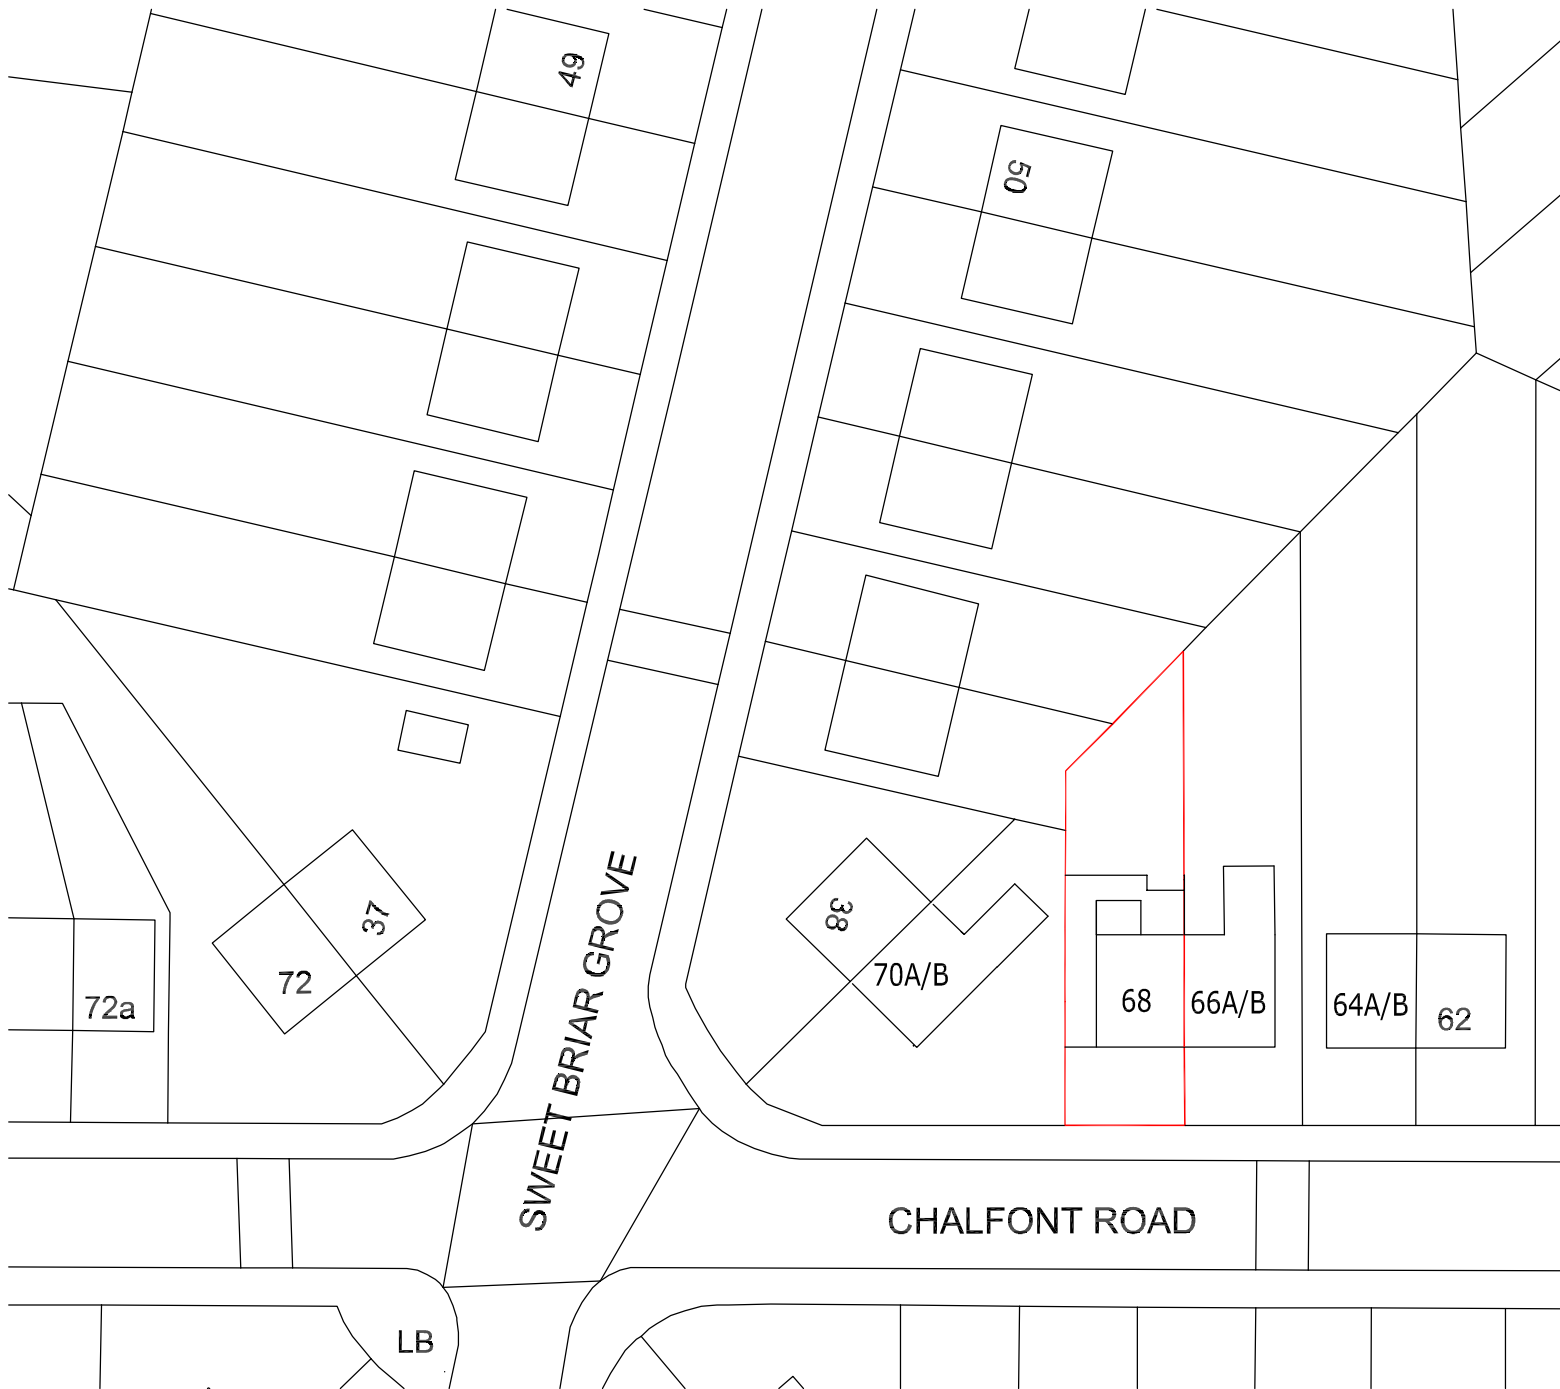 49
50
SWEET BRIAR GROVE
38
37
70A/B
72
72a
68
66A/B
64A/B
62
CHALFONT ROAD
LB